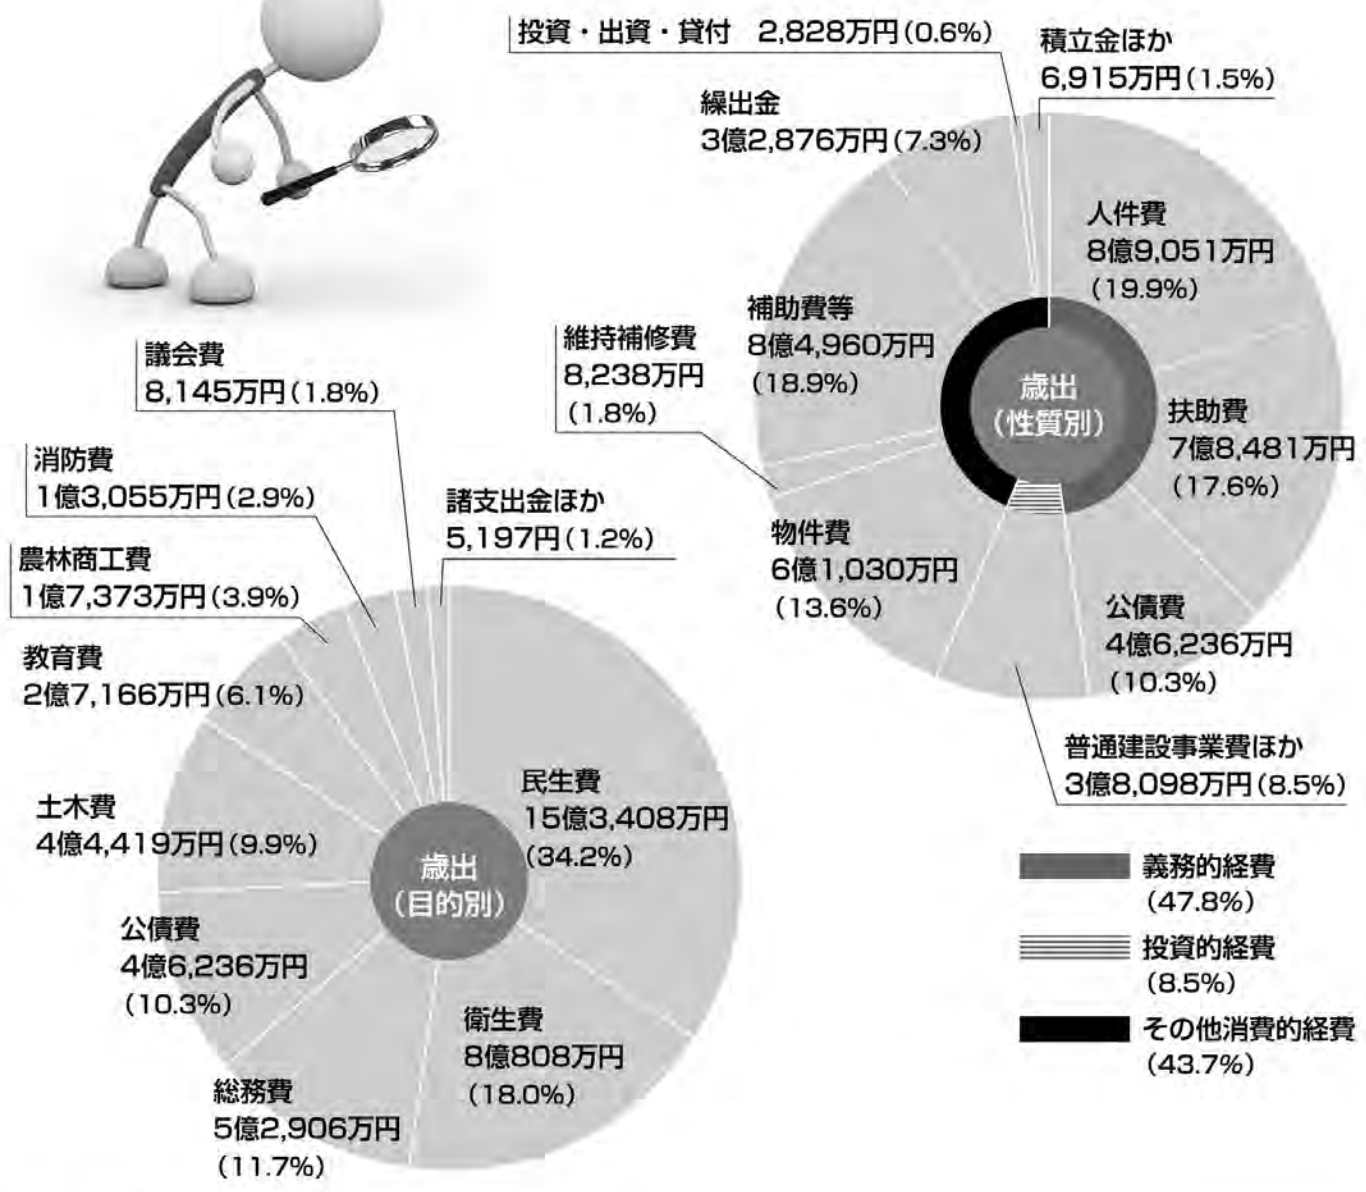 投資・出資・貸付 2,828万円(0.6%)
積立金ほか
6,915万円(1.5%)
繰出金
3億2,876万円(7.3%)
人件費
8億9,051万円
(19.9%)
補助費等
8億4,960万円
(18.9%)
維持補修費
8,238万円
(1.8%)
歳出
(性質別)
扶助費
7億8,481万円
(17.6%)
物件費
6億1,030万円
(13.6%)
公債費
4億6,236万円
(10.3%)
普通建設事業費ほか
3億8,098万円(8.5%)
義務的経費
(47.8%)
投資的経費
(8.5%)
その他消費的経費
(43.7%)
議会費
8,145万円(1.8%)
消防費
1億3,055万円(2.9%)
諸支出金ほか
5,197円(1.2%)
農林商工費
1億7,373万円(3.9%)
教育費
2億7,166万円(6.1%)
民生費
15億3,408万円
(34.2%)
土木費
4億4,419万円(9.9%)
歳出
(目的別)
公債費
4億6,236万円
(10.3%)
衛生費
8億808万円
(18.0%)
総務費
5億2,906万円
(11.7%)